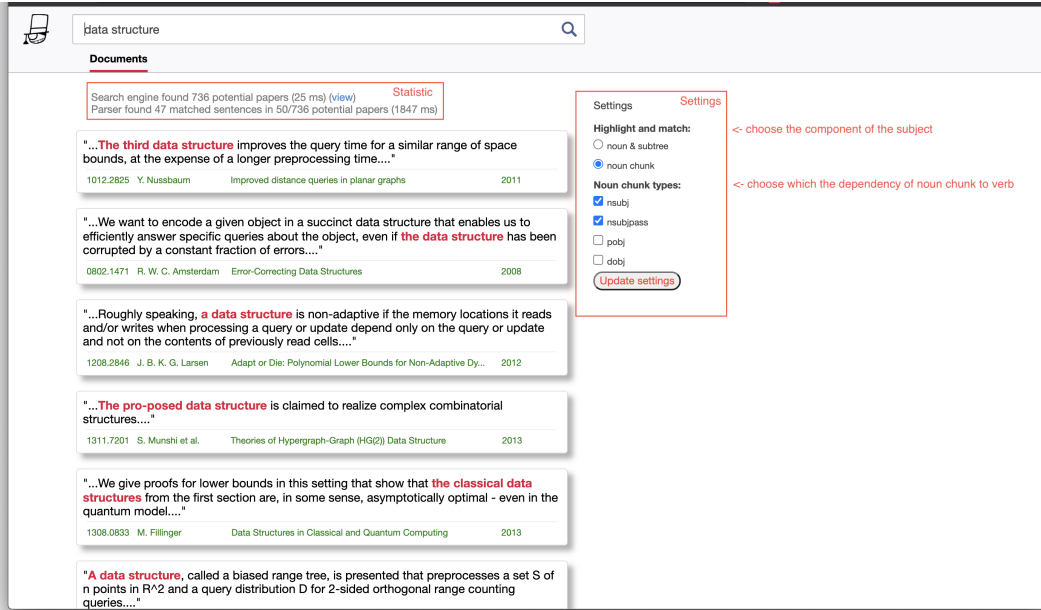 data structure
Documents
Statistic
Search engine found 736 potential papers (25 ms) (view)
Parser found 47 matched sentences in 50/736 potential papers (1847 ms)
"...The third data structure improves the query time for a similar range of space
bounds, at the expense of a longer preprocessing time...."
1012.2825 Y. Nussbaum Improved distance queries in planar graphs 2011
"...We want to encode a given object in a succinct data structure that enables us to
efficiently answer specific queries about the object, even if the data structure has been
corrupted by a constant fraction of errors...."
0802.1471 R. W. C. Amsterdam Error-Correcting Data Structures 2008
"...Roughly speaking, a data structure is non-adaptive if the memory locations it reads
and/or writes when processing a query or update depend only on the query or update
and not on the contents of previously read cells...."
1208.2846 J. B. K. G. Larsen Adapt or Die: Polynomial Lower Bounds for Non-Adaptive Dy... 2012
"...The pro-posed data structure is claimed to realize complex combinatorial
structures...."
1311.7201 S. Munshi et al. Theories of Hypergraph-Graph (HG(2)) Data Structure 2013
"...We give proofs for lower bounds in this setting that show that the classical data
structures from the first section are, in some sense, asymptotically optimal - even in the
quantum model...."
1308.0833 M. Fillinger Data Structures in Classical and Quantum Computing 2013
"A data structure, called a biased range tree, is presented that preprocesses a set S of
n points in R^2 and a query distribution D for 2-sided orthogonal range counting
queries...."
Settings Settings
Highlight and match:
<- choose the component of the subject
noun & subtree
noun chunk
Noun chunk types:
<- choose which the dependency of noun chunk to verb
nsubj
nsubjpass
pobj
dobj
Update settings